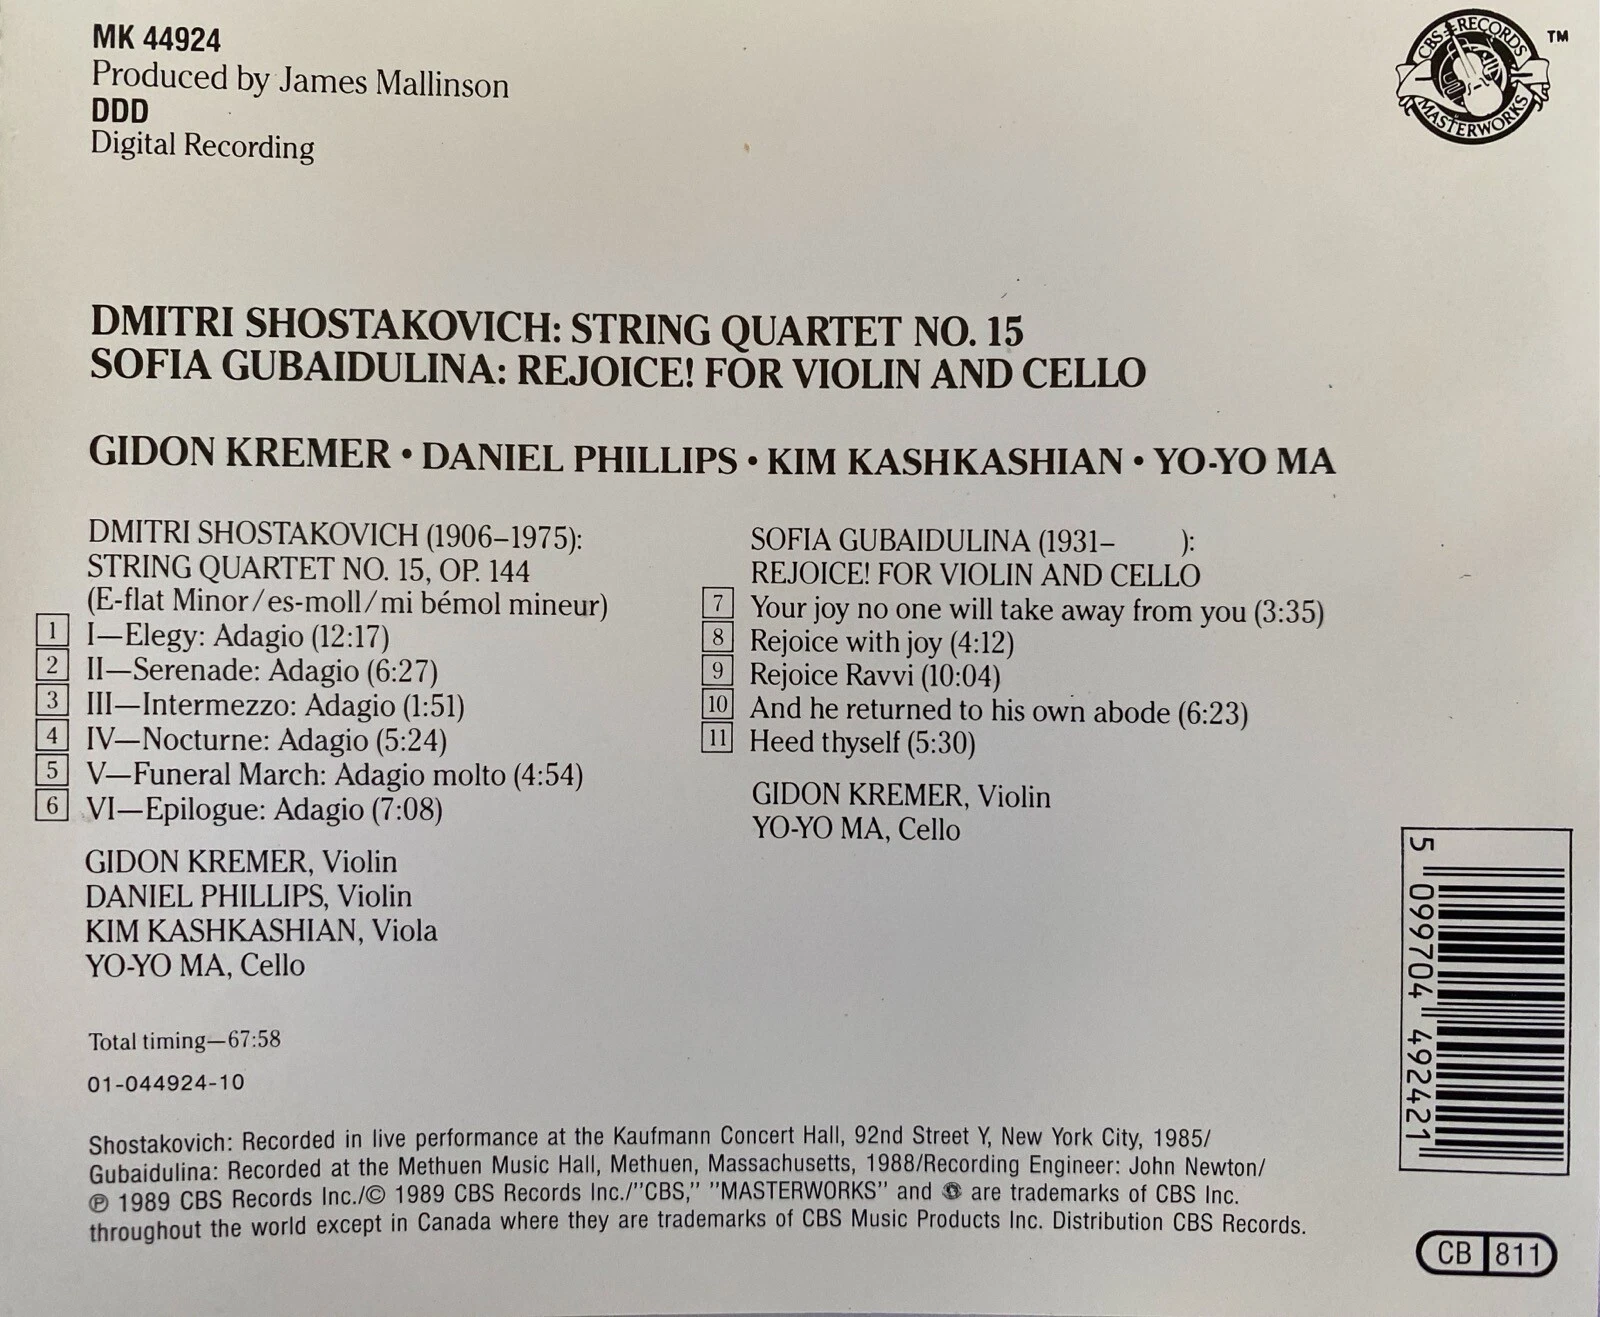 MK 44924
Produced by James Mallinson
DDD
Digital Recording
CBS RECORDS
MASTERWORKS
TM
DMITRI SHOSTAKOVICH: STRING QUARTET NO. 15
SOFIA GUBAIDULINA: REJOICE! FOR VIOLIN AND CELLO
GIDON KREMER • DANIEL PHILLIPS • KIM KASHKASHIAN • YO-YO MA
DMITRI SHOSTAKOVICH (1906–1975):
STRING QUARTET NO. 15, OP. 144
(E-flat Minor/es-moll/mi bémol mineur)
1 I—Elegy: Adagio (12:17)
2 II—Serenade: Adagio (6:27)
3 III—Intermezzo: Adagio (1:51)
4 IV—Nocturne: Adagio (5:24)
5 V—Funeral March: Adagio molto (4:54)
6 VI—Epilogue: Adagio (7:08)
GIDON KREMER, Violin
DANIEL PHILLIPS, Violin
KIM KASHKASHIAN, Viola
YO-YO MA, Cello
SOFIA GUBAIDULINA (1931– ):
REJOICE! FOR VIOLIN AND CELLO
7 Your joy no one will take away from you (3:35)
8 Rejoice with joy (4:12)
9 Rejoice Ravvi (10:04)
10 And he returned to his own abode (6:23)
11 Heed thyself (5:30)
GIDON KREMER, Violin
YO-YO MA, Cello
Total timing—67:58
01-044924-10
Shostakovich: Recorded in live performance at the Kaufmann Concert Hall, 92nd Street Y, New York City, 1985/
Gubaidulina: Recorded at the Methuen Music Hall, Methuen, Massachusetts, 1988/Recording Engineer: John Newton/
℗ 1989 CBS Records Inc./© 1989 CBS Records Inc./"CBS," "MASTERWORKS" and are trademarks of CBS Inc.
throughout the world except in Canada where they are trademarks of CBS Music Products Inc. Distribution CBS Records.
5 099704 492421
CB 811